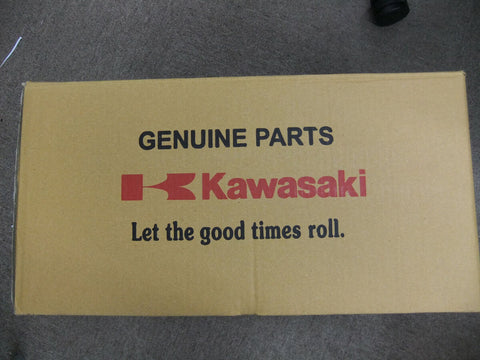 GENUINE PARTS
Kawasaki
Let the good times roll.